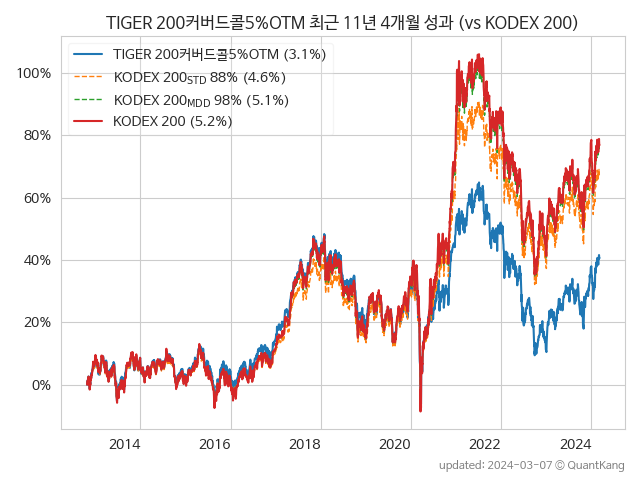 TIGER 200커버드콜5%OTM 최근 11년 4개월 성과 (vs KODEX 200)
TIGER 200커버드콜5%OTM (3.1%)
KODEX 200STD 88% (4.6%)
KODEX 200MDD 98% (5.1%)
KODEX 200 (5.2%)
100%
80%
60%
40%
20%
0%
2014 2016 2018 2020 2022 2024
updated: 2024-03-07 © QuantKang